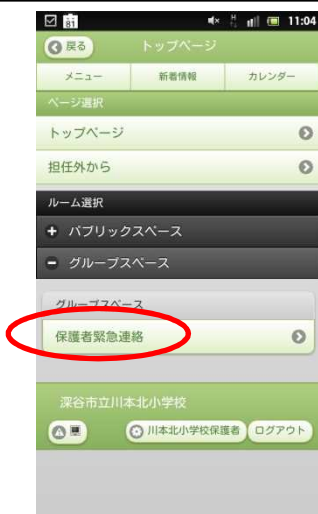 31 11:04
戻る トップページ
メニュー 新着情報 カレンダー
ページ選択
トップページ
担任外から
ルーム選択
パブリックスペース
グループスペース
グループスペース
保護者緊急連絡
深谷市立川本北小学校
川本北小学校保護者 ログアウト